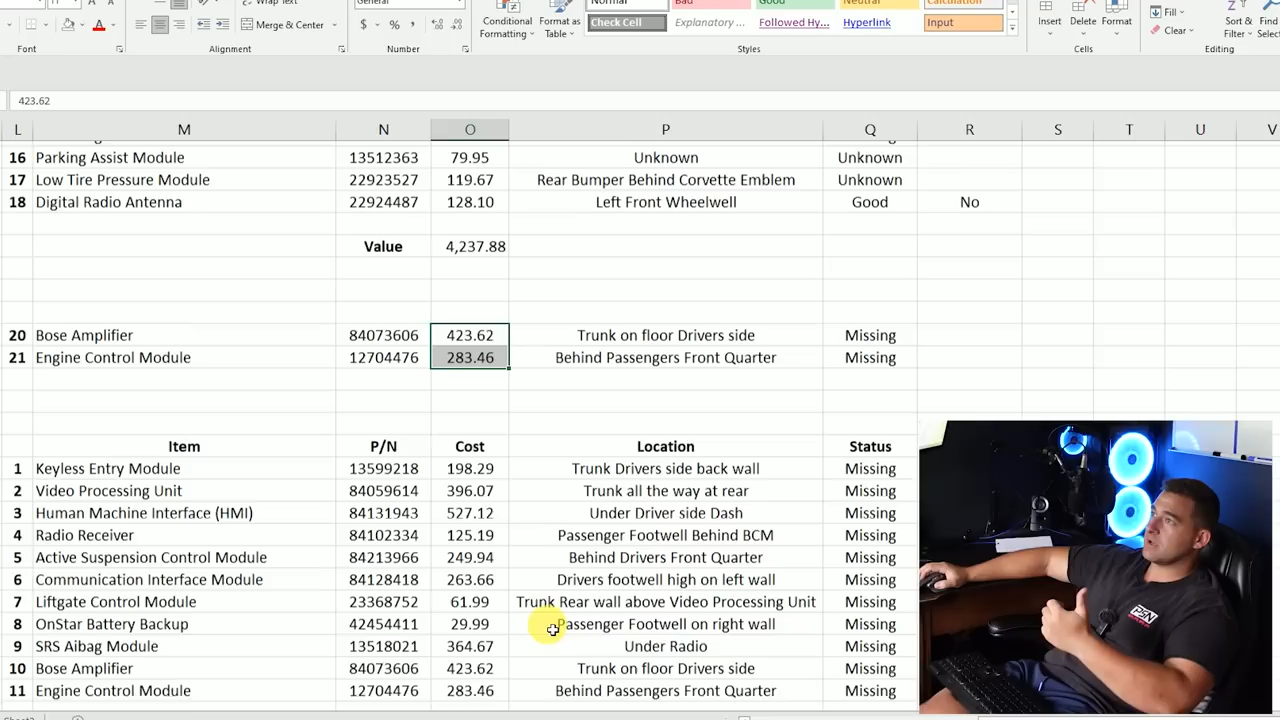 Normal Bad Good Neutral Calculation
Wrap Text General
Conditional Formatting Format as Table Check Cell Explanatory ... Followed Hy... Hyperlink Input Insert Delete Format Fill Clear Sort & Filter Find Selec
Merge & Center $ % ,
Font Alignment Number Styles Cells Editing
423.62
L M N O P Q R S T U V
16 Parking Assist Module 13512363 79.95 Unknown Unknown
17 Low Tire Pressure Module 22923527 119.67 Rear Bumper Behind Corvette Emblem Unknown
18 Digital Radio Antenna 22924487 128.10 Left Front Wheelwell Good No
Value 4,237.88
20 Bose Amplifier 84073606 423.62 Trunk on floor Drivers side Missing
21 Engine Control Module 12704476 283.46 Behind Passengers Front Quarter Missing
Item P/N Cost Location Status
1 Keyless Entry Module 13599218 198.29 Trunk Drivers side back wall Missing
2 Video Processing Unit 84059614 396.07 Trunk all the way at rear Missing
3 Human Machine Interface (HMI) 84131943 527.12 Under Driver side Dash Missing
4 Radio Receiver 84102334 125.19 Passenger Footwell Behind BCM Missing
5 Active Suspension Control Module 84213966 249.94 Behind Drivers Front Quarter Missing
6 Communication Interface Module 84128418 263.66 Drivers footwell high on left wall Missing
7 Liftgate Control Module 23368752 61.99 Trunk Rear wall above Video Processing Unit Missing
8 OnStar Battery Backup 42454411 29.99 Passenger Footwell on right wall Missing
9 SRS Aibag Module 13518021 364.67 Under Radio Missing
10 Bose Amplifier 84073606 423.62 Trunk on floor Drivers side Missing
11 Engine Control Module 12704476 283.46 Behind Passengers Front Quarter Missing